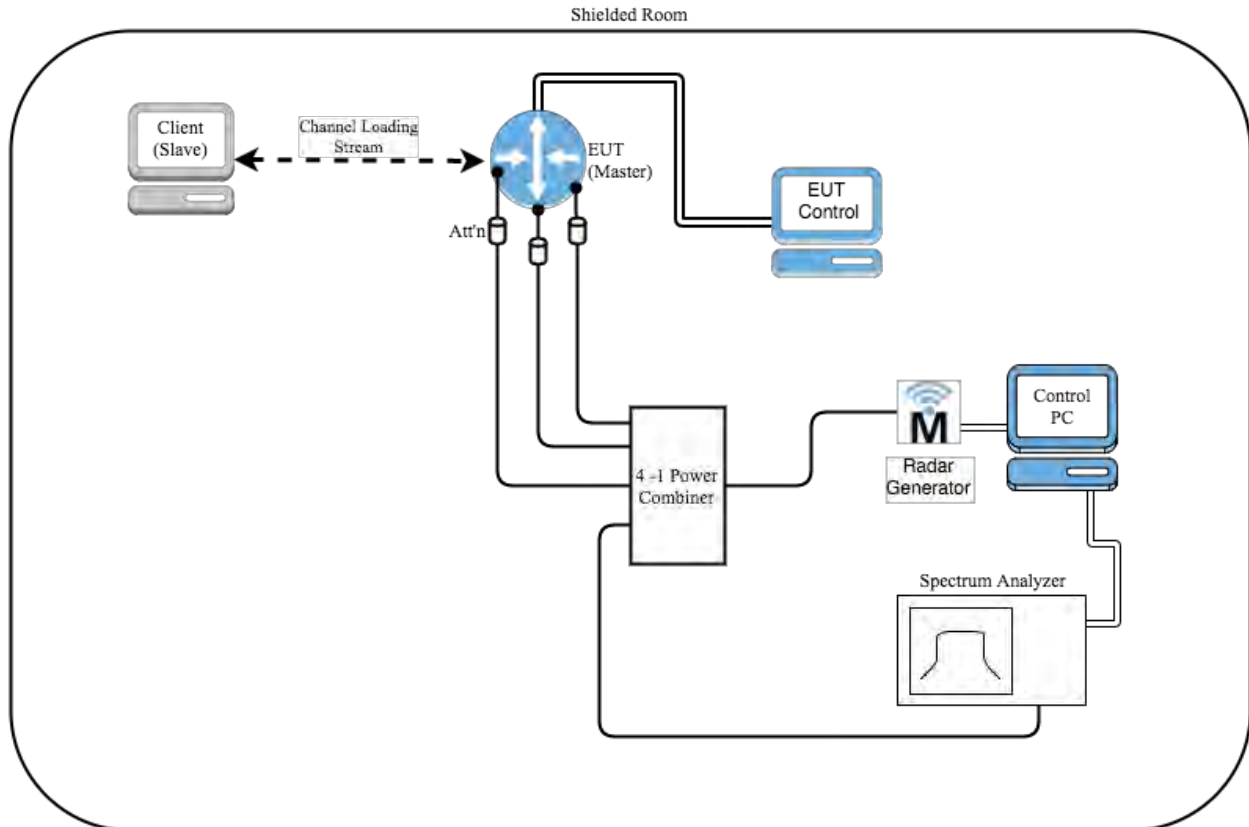 Shielded Room
Client
(Slave)
Channel Loading
Stream
EUT
(Master)
EUT
Control
Att'n
4 -1 Power
Combiner
M
Radar
Generator
Control
PC
Spectrum Analyzer